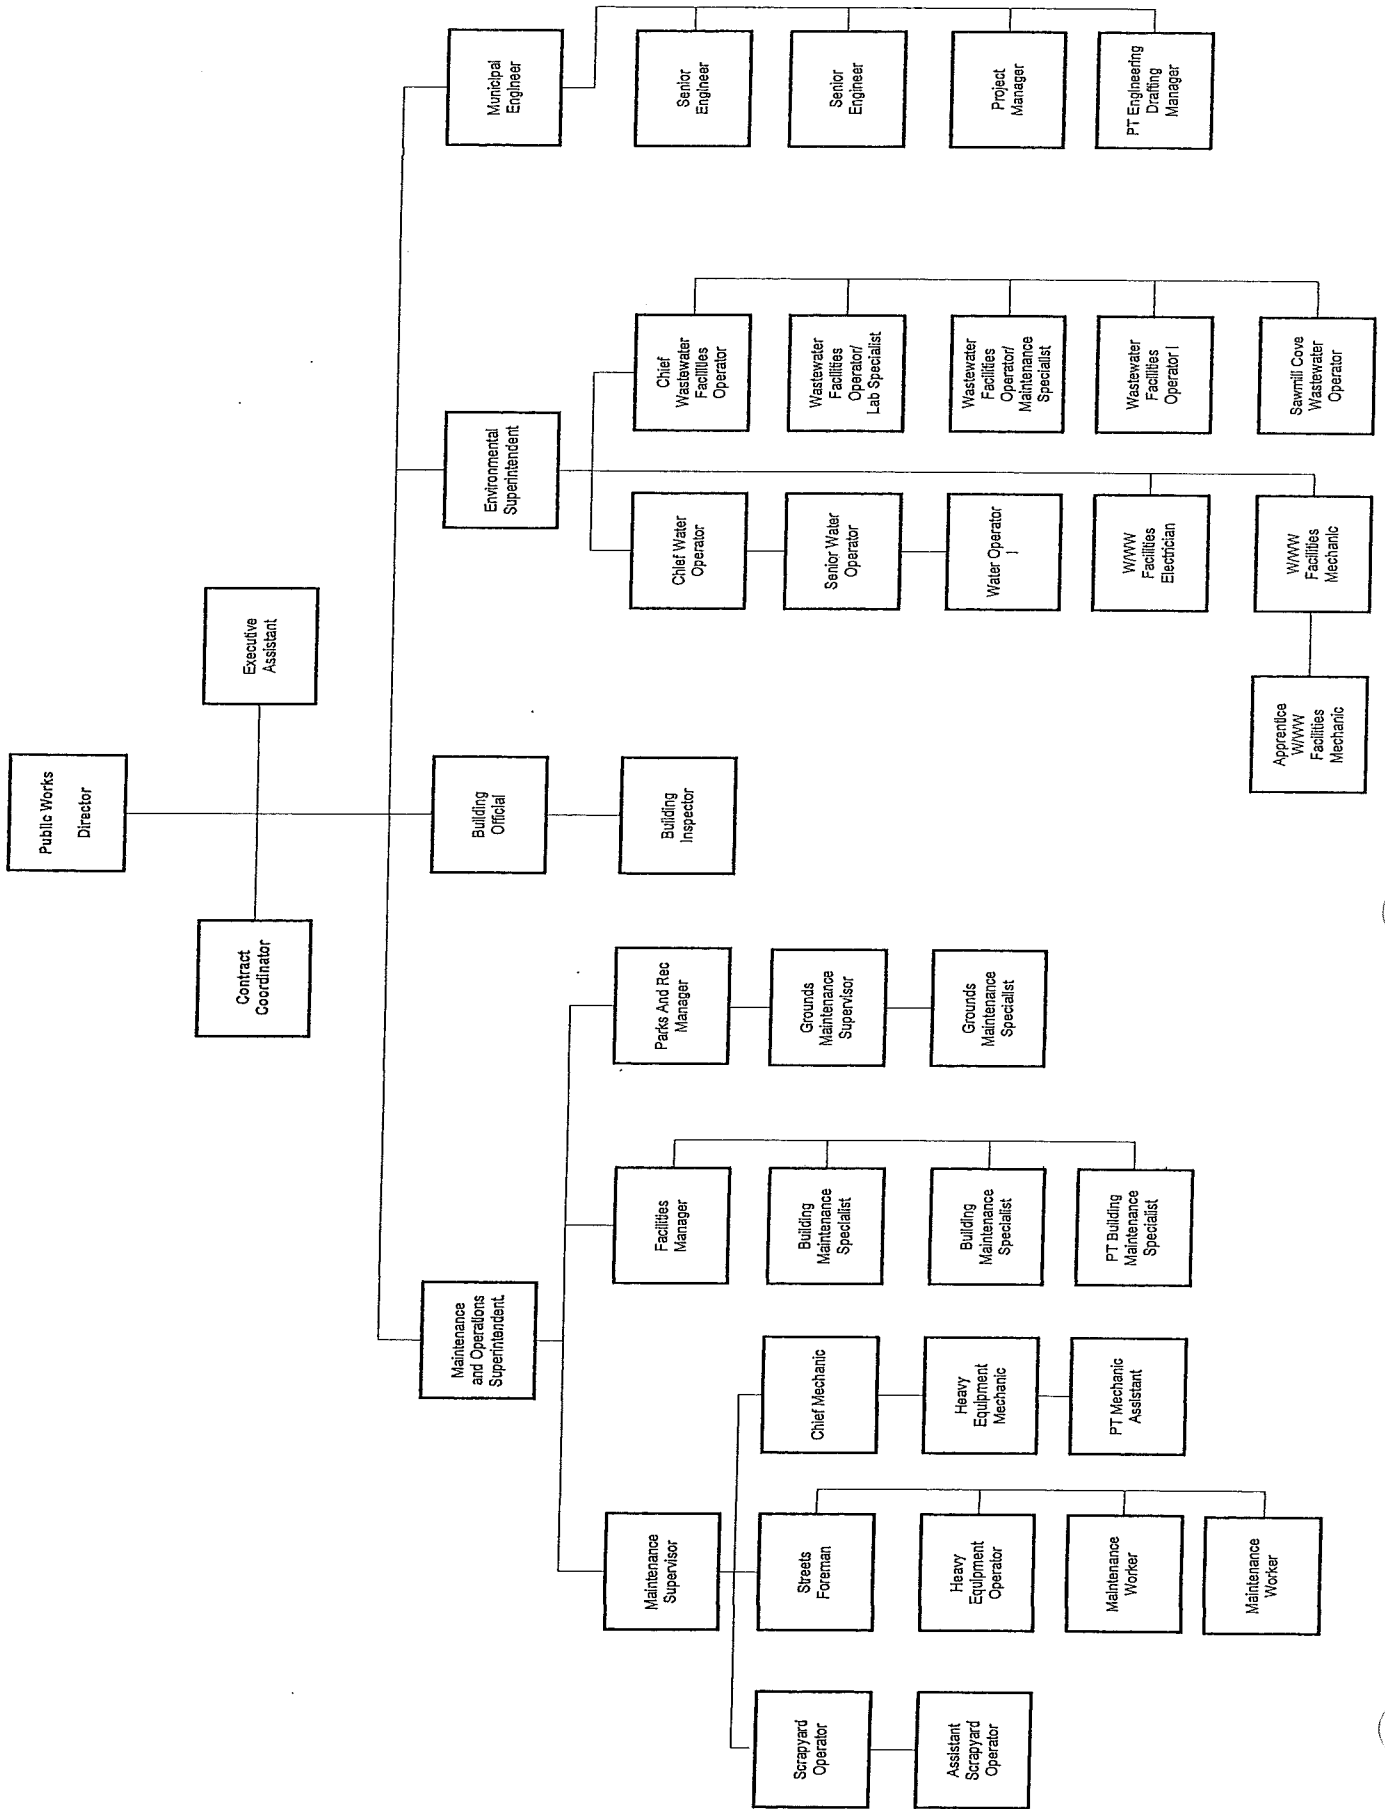 Public Works
Director
Contract
Coordinator
Executive
Assistant
Maintenance
and Operations
Superintendent
Building
Official
Environmental
Superintendent
Municipal
Engineer
Maintenance
Supervisor
Facilities
Manager
Parks And Rec
Manager
Building
Inspector
Chief Water
Operator
Chief
Wastewater
Facilities
Operator
Senior
Engineer
Scrapyard
Operator
Streets
Foreman
Chief Mechanic
Building
Maintenance
Specialist
Grounds
Maintenance
Supervisor
Senior Water
Operator
Wastewater
Facilities
Operator/
Lab Specialist
Senior
Engineer
Assistant
Scrapyard
Operator
Heavy
Equipment
Operator
Heavy
Equipment
Mechanic
Building
Maintenance
Specialist
Grounds
Maintenance
Specialist
Water Operator
I
Wastewater
Facilities
Operator/
Maintenance
Specialist
Project
Manager
Maintenance
Worker
PT Mechanic
Assistant
PT Building
Maintenance
Specialist
W/WW
Facilities
Electrician
Wastewater
Facilities
Operator I
PT Engineering
Drafting
Manager
Maintenance
Worker
Apprentice
W/WW
Facilities
Mechanic
W/WW
Facilities
Mechanic
Sawmill Cove
Wastewater
Operator